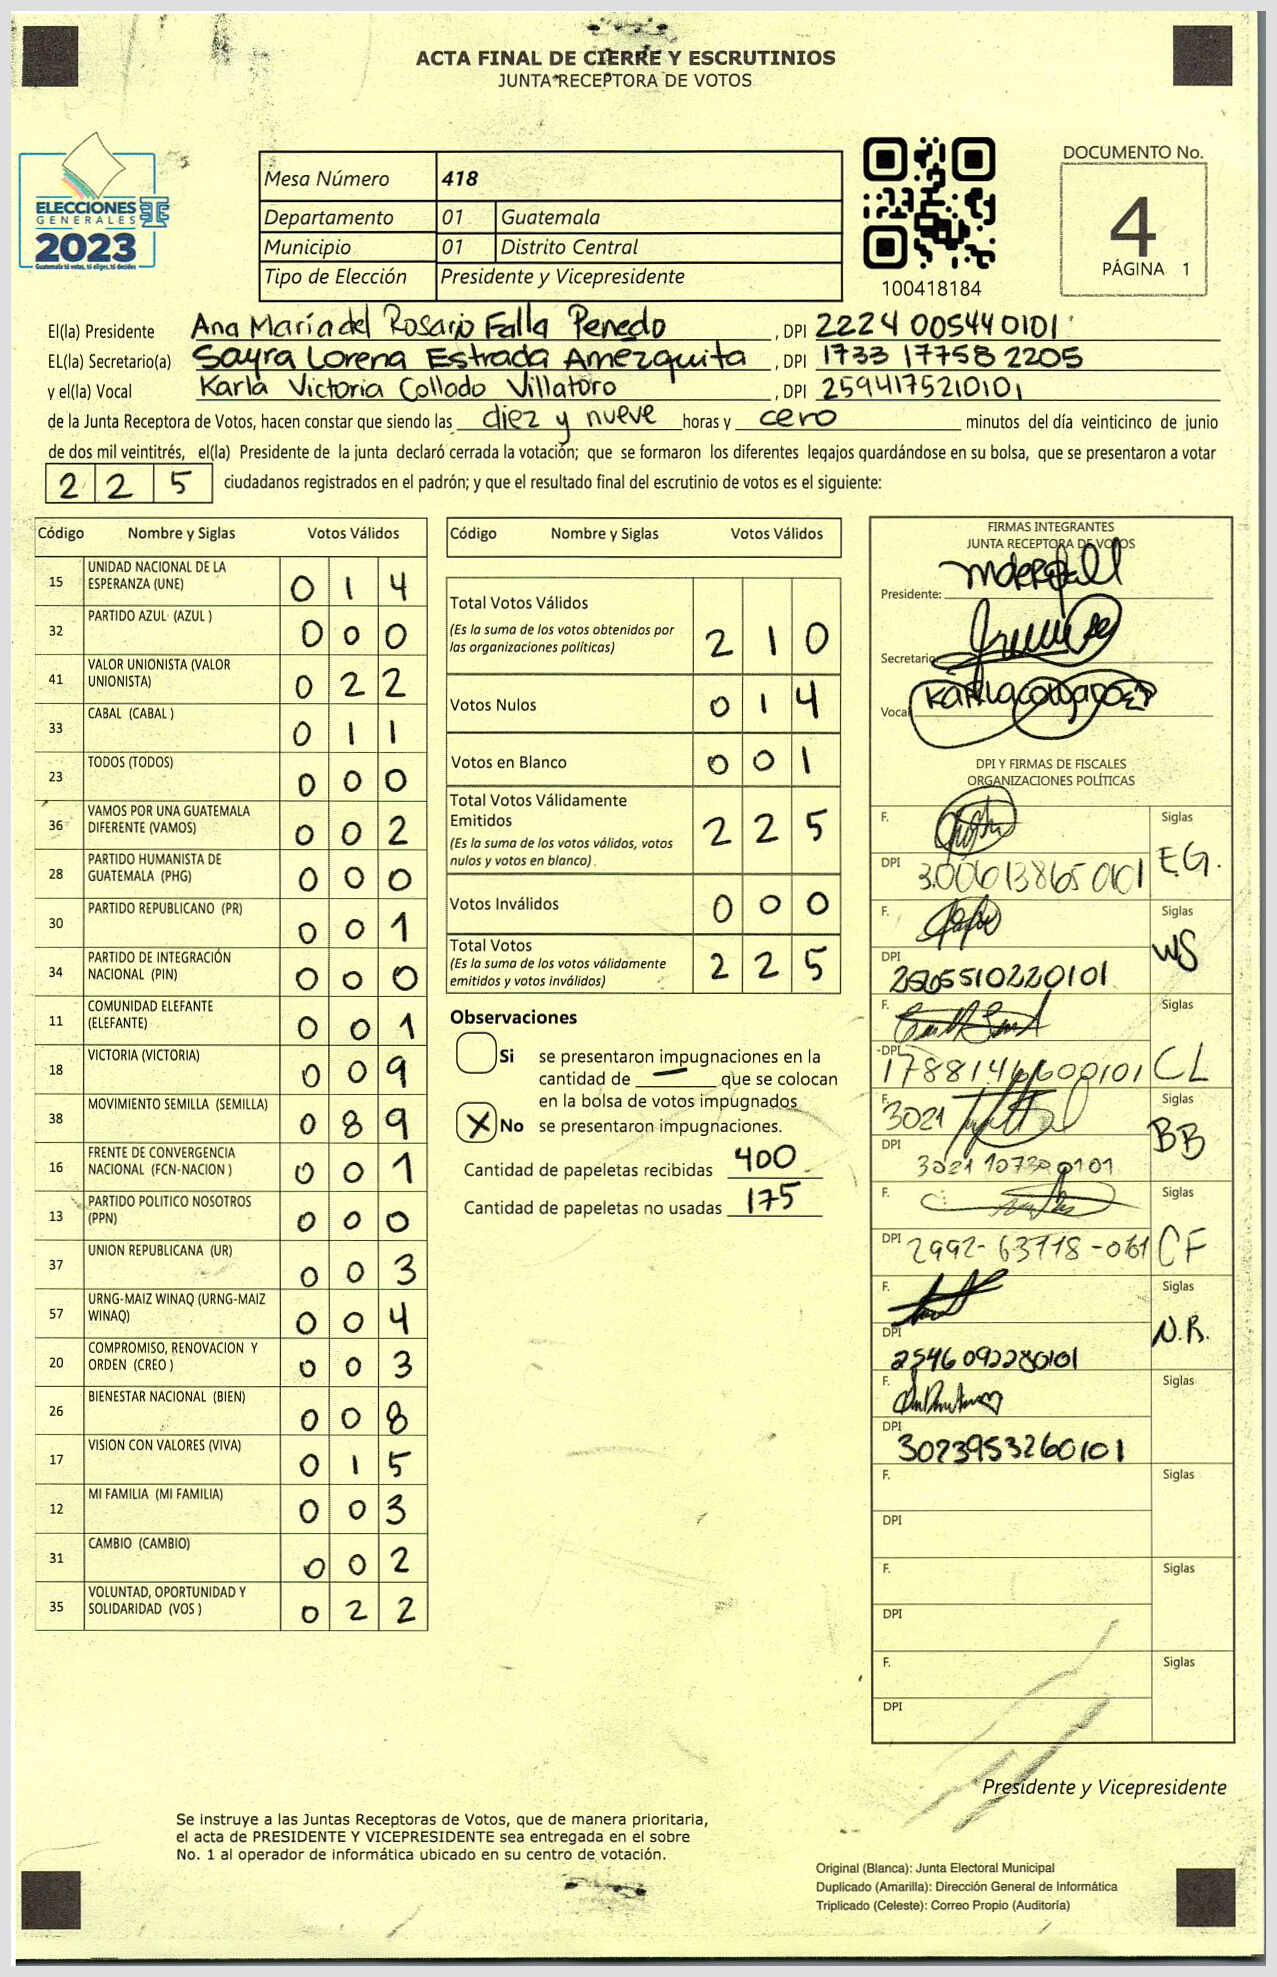 ACTA FINAL DE CIERRE Y ESCRUTINIOS
JUNTA RECEPTORA DE VOTOS
ELECCIONES
GENERALES
2023
Guatemala tú votas, tú eliges, tú decides
Mesa Número 418
Departamento 01 Guatemala
Municipio 01 Distrito Central
Tipo de Elección Presidente y Vicepresidente
100418184
DOCUMENTO No.
4
PÁGINA 1
El(la) Presidente Ana María del Rosario Falla Penedo, DPI 2224 00544 0101
EL(la) Secretario(a) Sayra Lorena Estrada Amézquita, DPI 1733 17758 2205
y el(la) Vocal Karla Victoria Collado Villatoro, DPI 2594175210101
de la Junta Receptora de Votos, hacen constar que siendo las diez y nueve horas y cero minutos del día veinticinco de junio
de dos mil veintitrés, el(la) Presidente de la junta declaró cerrada la votación; que se formaron los diferentes legajos guardándose en su bolsa, que se presentaron a votar
2 2 5 ciudadanos registrados en el padrón; y que el resultado final del escrutinio de votos es el siguiente:
Código Nombre y Siglas Votos Válidos
15 UNIDAD NACIONAL DE LA
ESPERANZA (UNE) 0 1 4
32 PARTIDO AZUL (AZUL ) 0 0 0
41 VALOR UNIONISTA (VALOR
UNIONISTA) 0 2 2
33 CABAL (CABAL ) 0 1 1
23 TODOS (TODOS) 0 0 0
36 VAMOS POR UNA GUATEMALA
DIFERENTE (VAMOS) 0 0 2
28 PARTIDO HUMANISTA DE
GUATEMALA (PHG) 0 0 0
30 PARTIDO REPUBLICANO (PR) 0 0 1
34 PARTIDO DE INTEGRACIÓN
NACIONAL (PIN) 0 0 0
11 COMUNIDAD ELEFANTE
(ELEFANTE) 0 0 1
18 VICTORIA (VICTORIA) 0 0 9
38 MOVIMIENTO SEMILLA (SEMILLA) 0 8 9
16 FRENTE DE CONVERGENCIA
NACIONAL (FCN-NACION ) 0 0 1
13 PARTIDO POLITICO NOSOTROS
(PPN) 0 0 0
37 UNION REPUBLICANA (UR) 0 0 3
57 URNG-MAIZ WINAQ (URNG-MAIZ
WINAQ) 0 0 4
20 COMPROMISO, RENOVACION Y
ORDEN (CREO ) 0 0 3
26 BIENESTAR NACIONAL (BIEN) 0 0 8
17 VISION CON VALORES (VIVA) 0 1 5
12 MI FAMILIA (MI FAMILIA) 0 0 3
31 CAMBIO (CAMBIO) 0 0 2
35 VOLUNTAD, OPORTUNIDAD Y
SOLIDARIDAD (VOS ) 0 2 2
Código Nombre y Siglas Votos Válidos
Total Votos Válidos
(Es la suma de los votos obtenidos por
las organizaciones políticas) 2 1 0
Votos Nulos 0 1 4
Votos en Blanco 0 0 1
Total Votos Válidamente
Emitidos
(Es la suma de los votos válidos, votos
nulos y votos en blanco) 2 2 5
Votos Inválidos 0 0 0
Total Votos
(Es la suma de los votos válidamente
emitidos y votos inválidos) 2 2 5
Observaciones
Si se presentaron impugnaciones en la
cantidad de — que se colocan
en la bolsa de votos impugnados
X No se presentaron impugnaciones.
Cantidad de papeletas recibidas 400
Cantidad de papeletas no usadas 175
FIRMAS INTEGRANTES
JUNTA RECEPTORA DE VOTOS
Presidente:
Secretario:
Vocal
DPI Y FIRMAS DE FISCALES
ORGANIZACIONES POLÍTICAS
F. Siglas
DPI E.G.
F. Siglas
DPI 2505510220101 WS
F. Siglas
DPI 1788146600101 CL
F. 3021 Siglas
DPI 3021 107300101 BB
F. Siglas
DPI CF
F. Siglas
DPI 2546 092280101 N.R.
F. Siglas
DPI 3023953260101
F. Siglas
DPI
F. Siglas
DPI
F. Siglas
DPI
Presidente y Vicepresidente
Se instruye a las Juntas Receptoras de Votos, que de manera prioritaria,
el acta de PRESIDENTE Y VICEPRESIDENTE sea entregada en el sobre
No. 1 al operador de informática ubicado en su centro de votación.
Original (Blanca): Junta Electoral Municipal
Duplicado (Amarilla): Dirección General de Informática
Triplicado (Celeste): Correo Propio (Auditoría)